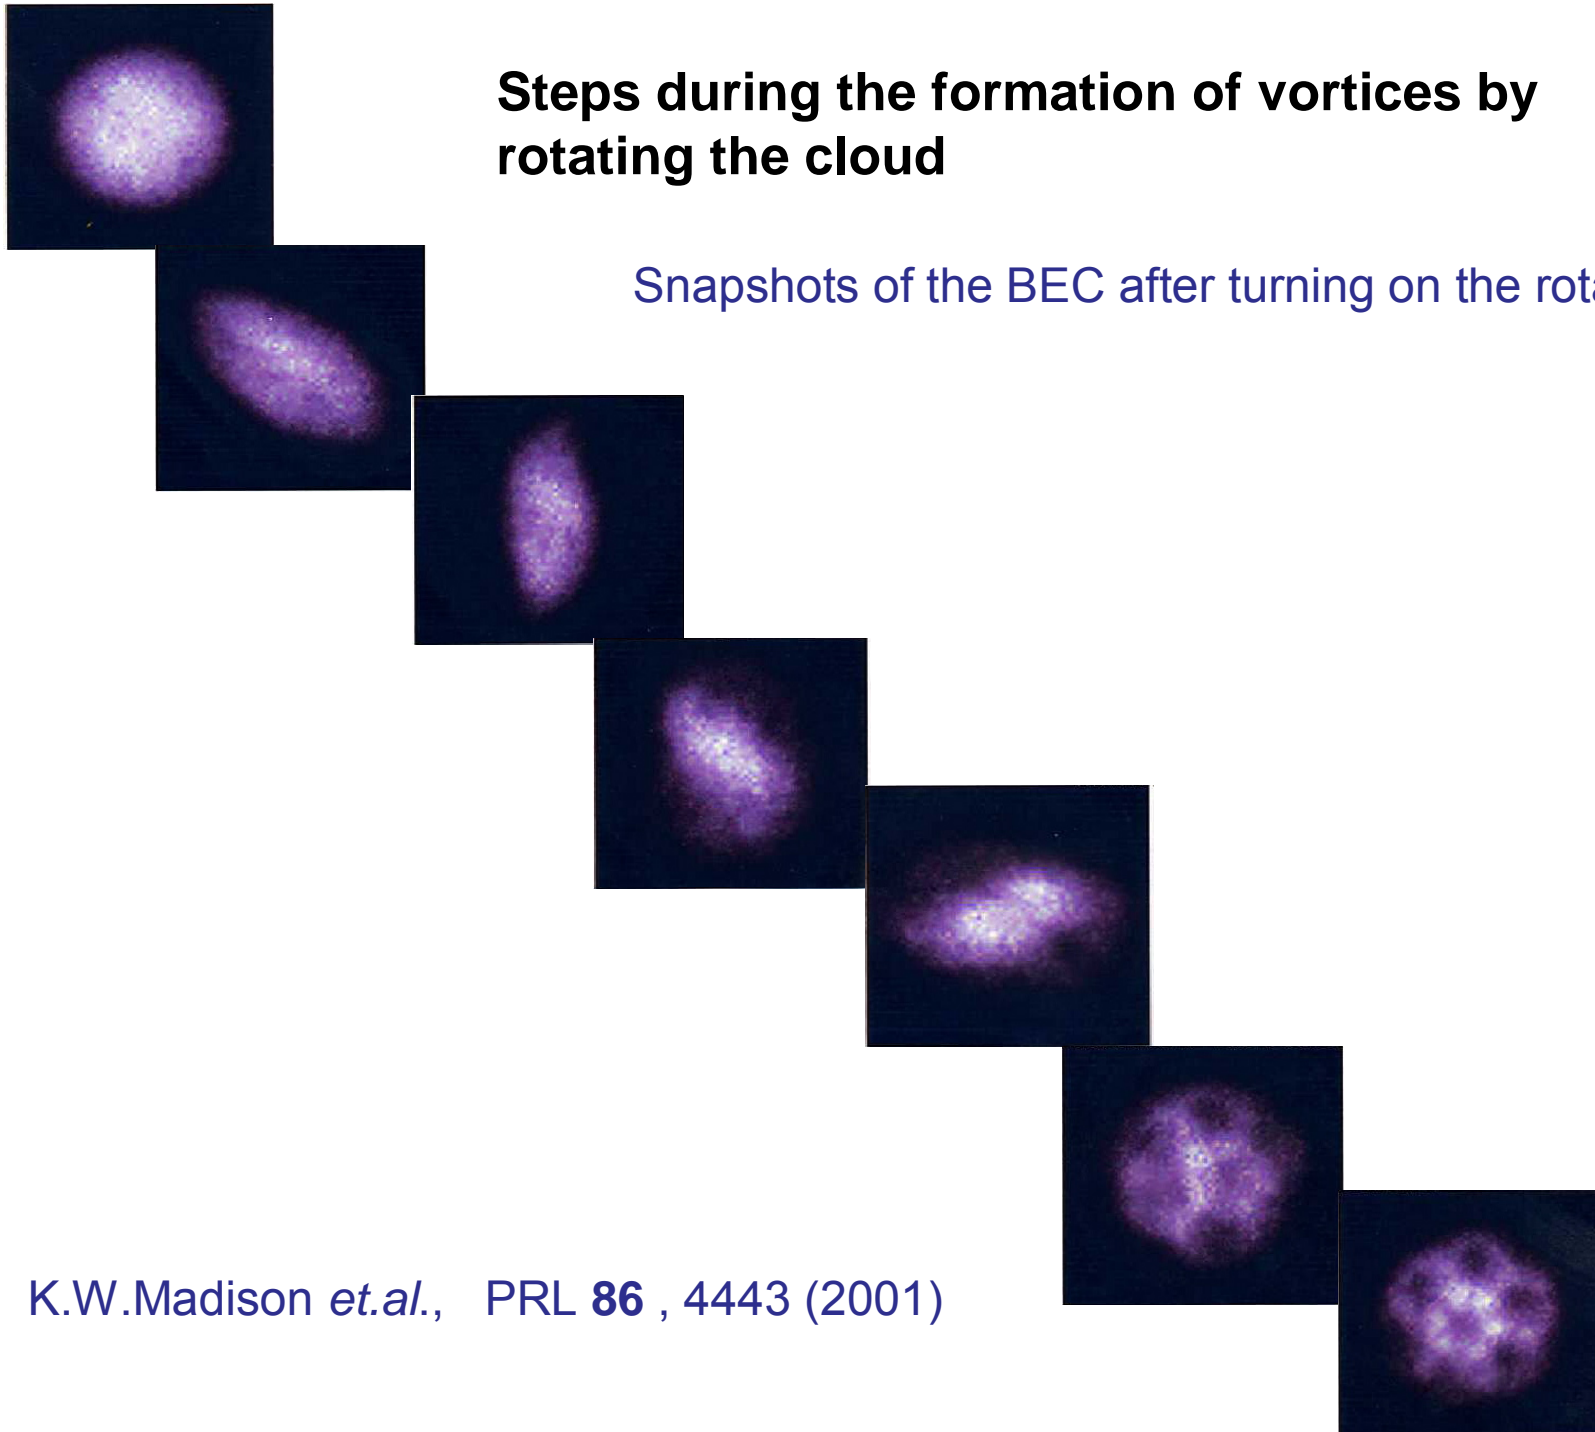 Steps during the formation of vortices by
rotating the cloud
Snapshots of the BEC after turning on the
K.W.Madison et.al., PRL 86 , 4443 (2001)